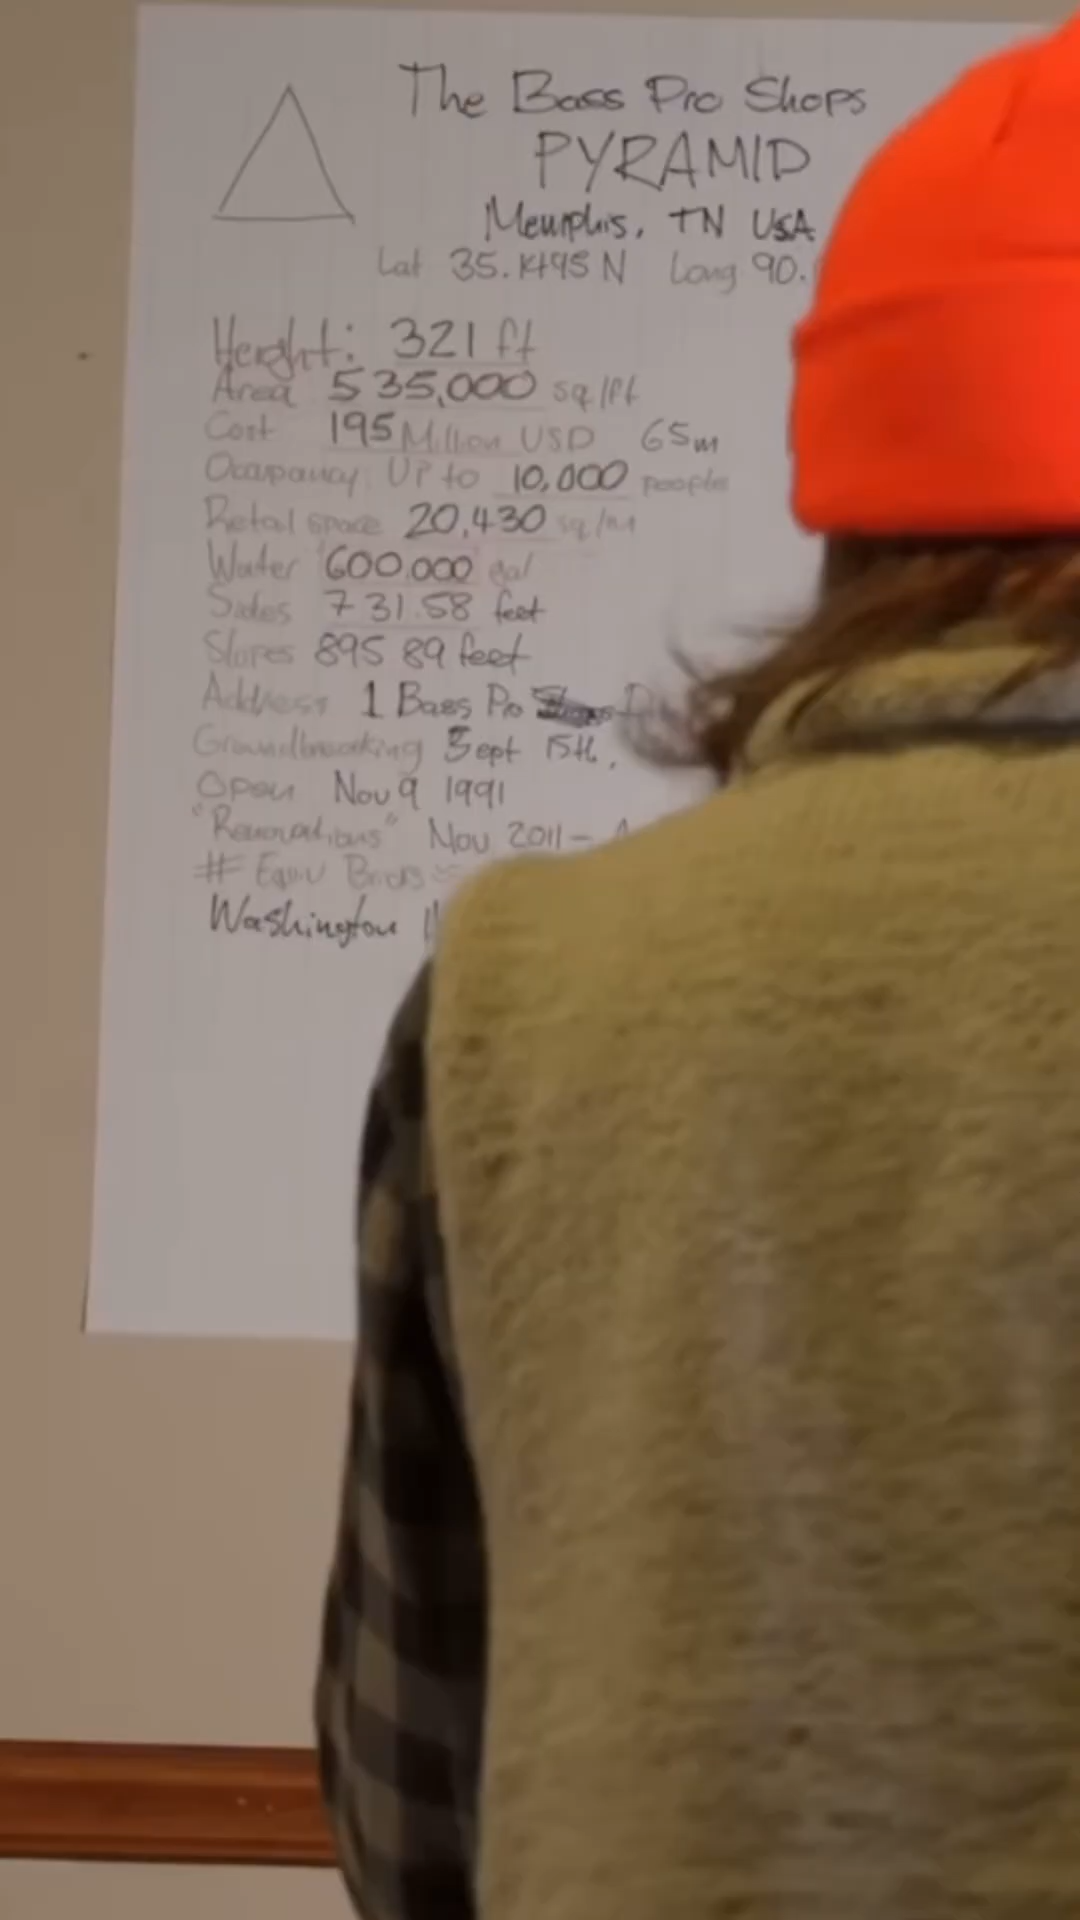 The Bass Pro Shops
PYRAMID
Memphis, TN USA
Lat 35.1495 N Long 90.
Height: 321 ft
Area 535,000 sq/ft
Cost 195 Million USD 65m
Occupancy UP to 10,000 people
Retal space 20,430 sq/m
Water 600,000 gal
Sides 731.58 feet
Slopes 895 89 feet
Address 1 Bass Pro
Groundbreaking Sept 15th,
Open Nov 9 1991
"Renovations" Nov 2011 -
# Equiv
Washington